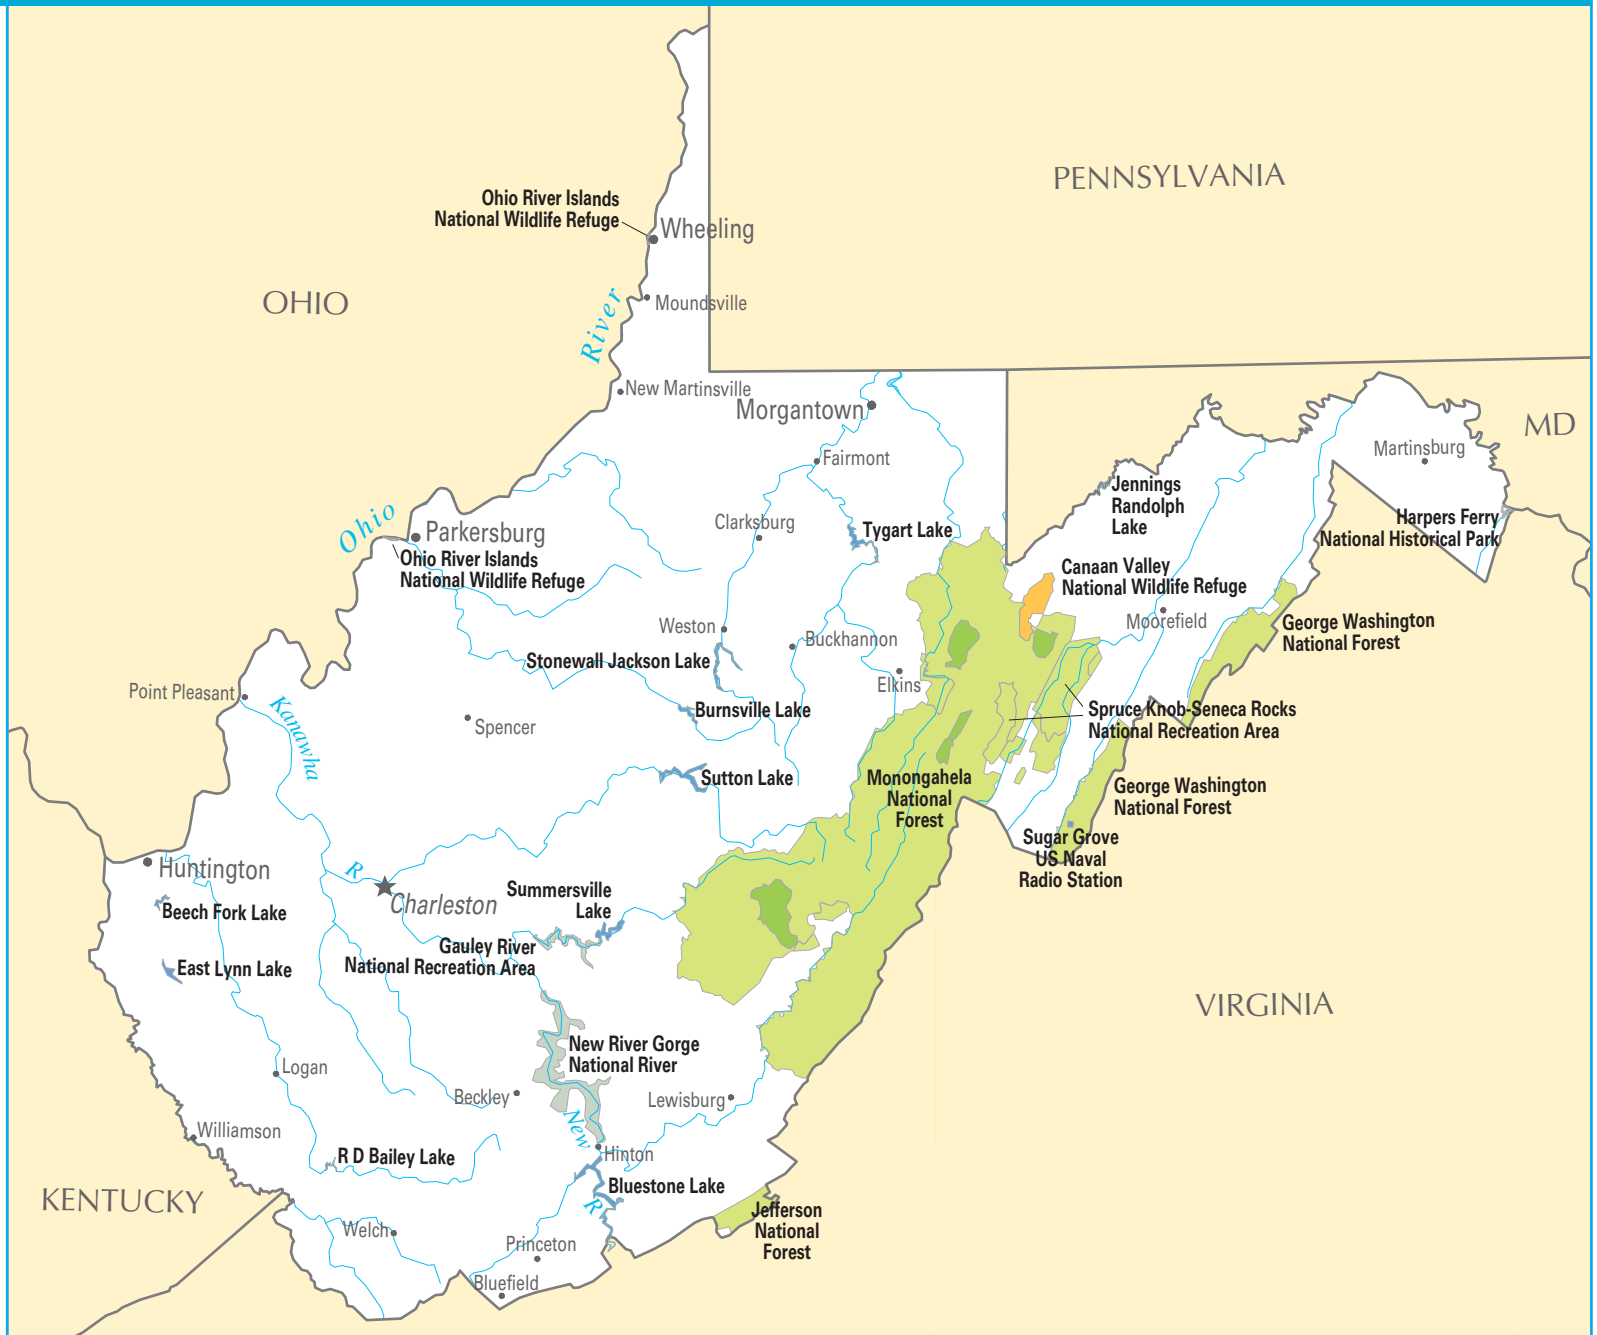 PENNSYLVANIA
Ohio River Islands
National Wildlife Refuge
Wheeling
OHIO
River
Moundsville
New Martinsville
Morgantown
MD
Martinsburg
Fairmont
Jennings
Randolph
Lake
Harpers Ferry
National Historical Park
Clarksburg
Tygart Lake
Ohio
Parkersburg
Ohio River Islands
National Wildlife Refuge
Canaan Valley
National Wildlife Refuge
Moorefield
George Washington
National Forest
Weston
Buckhannon
Stonewall Jackson Lake
Elkins
Point Pleasant
Kanawha
Spencer
Burnsville Lake
Spruce Knob-Seneca Rocks
National Recreation Area
Sutton Lake
Monongahela
National
Forest
George Washington
National Forest
Sugar Grove
US Naval
Radio Station
Huntington
R
Charleston
Summersville
Lake
Beech Fork Lake
Gauley River
National Recreation Area
East Lynn Lake
VIRGINIA
New River Gorge
National River
Logan
Beckley
Lewisburg
New
Williamson
Hinton
R D Bailey Lake
KENTUCKY
Bluestone Lake
R
Jefferson
National
Forest
Welch
Princeton
Bluefield